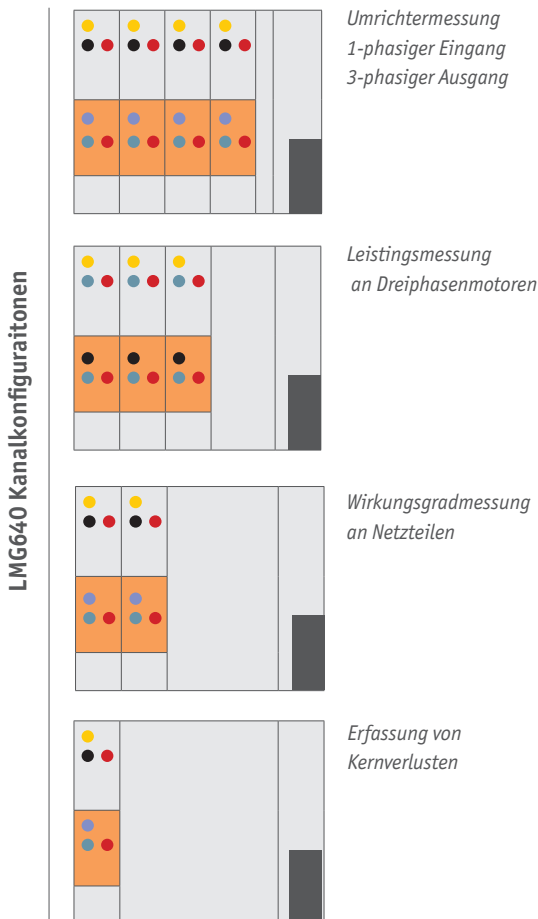 LMG640 Kanalkonfiguraitonen
Umrichtermessung
1-phasiger Eingang
3-phasiger Ausgang
Leistingsmessung
an Dreiphasenmotoren
Wirkungsgradmessung
an Netzteilen
Erfassung von
Kernverlusten